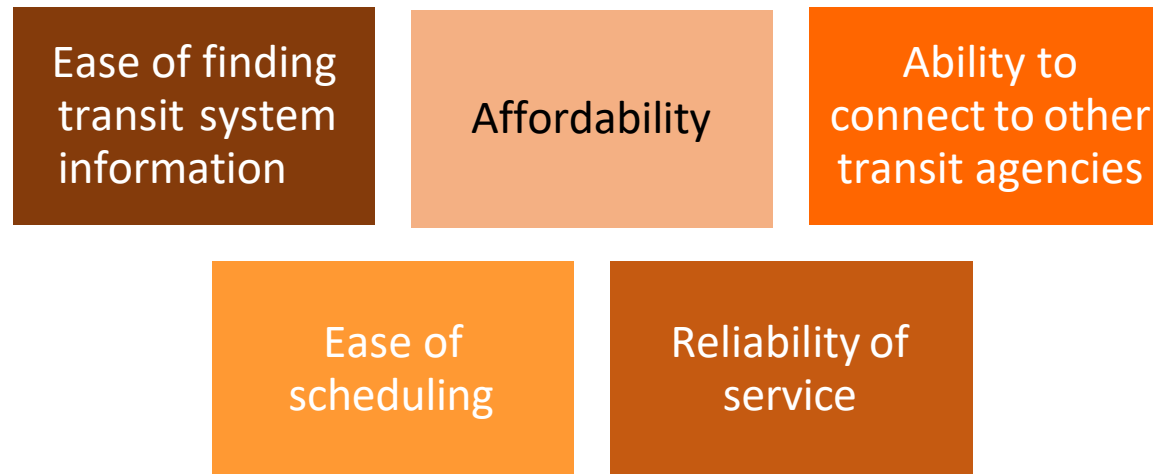 Ease of finding
transit system
information
Affordability
Ability to
connect to other
transit agencies
Ease of
scheduling
Reliability of
service